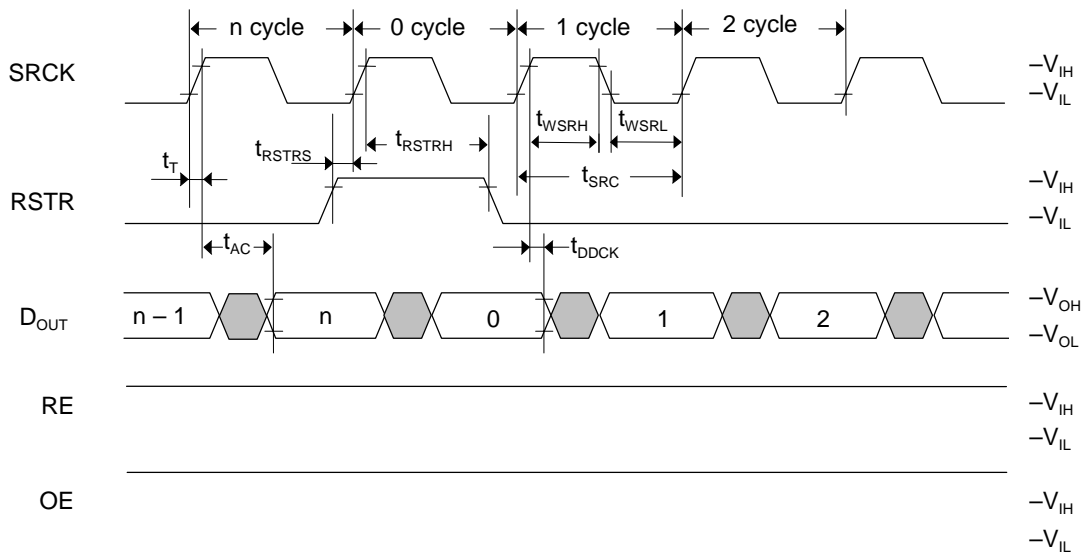 n cycle 0 cycle 1 cycle 2 cycle
SRCK –VIH
–VIL
tWSRH tWSRL
tRSTRS tRSTRH
tT tSRC
RSTR –VIH
–VIL
tAC tDDCK
DOUT n – 1 n 0 1 2 –VOH
–VOL
RE –VIH
–VIL
OE –VIH
–VIL